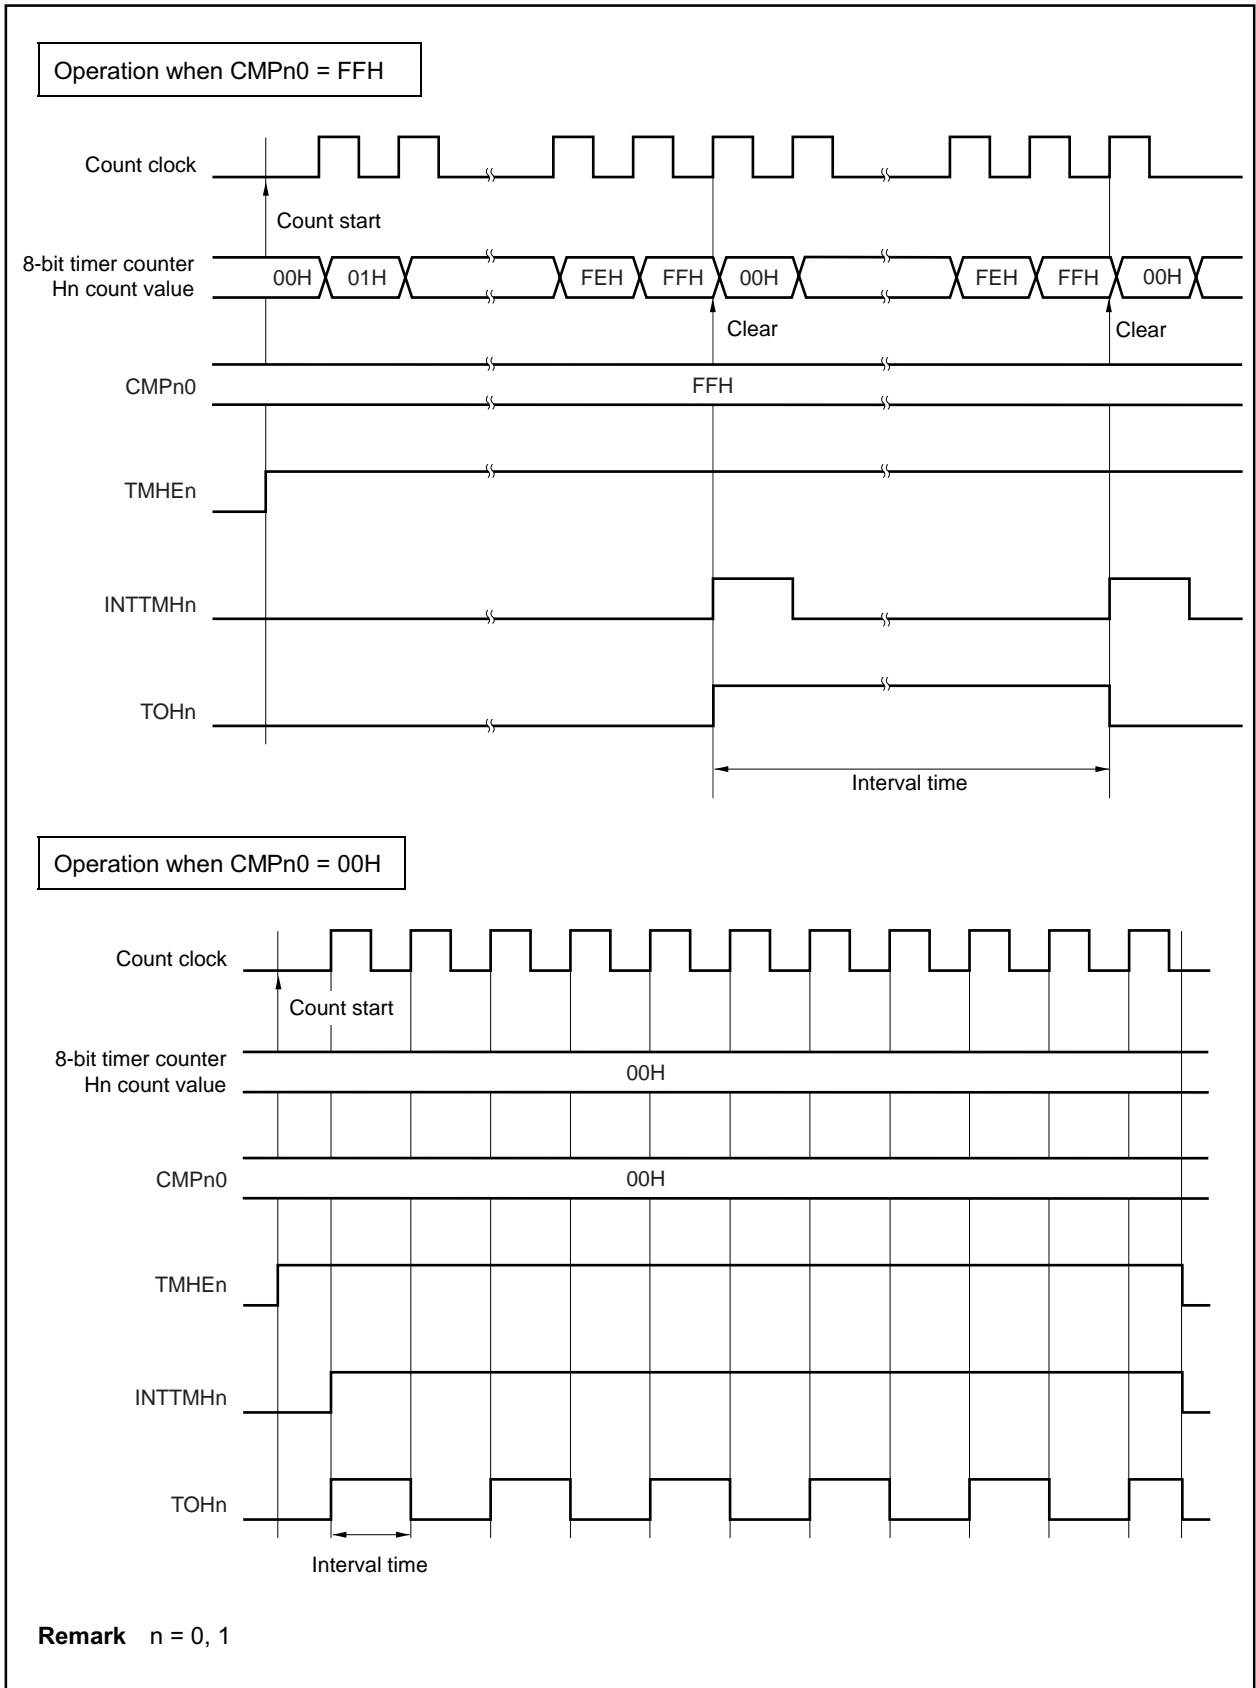 Operation when CMPn0 = FFH
Count clock
Count start
8-bit timer counter
Hn count value
00H 01H FEH FFH 00H FEH FFH 00H
Clear Clear
CMPn0 FFH
TMHEn
INTTMHn
TOHn
Interval time
Operation when CMPn0 = 00H
Count clock
Count start
8-bit timer counter
Hn count value
00H
CMPn0 00H
TMHEn
INTTMHn
TOHn
Interval time
Remark n = 0, 1